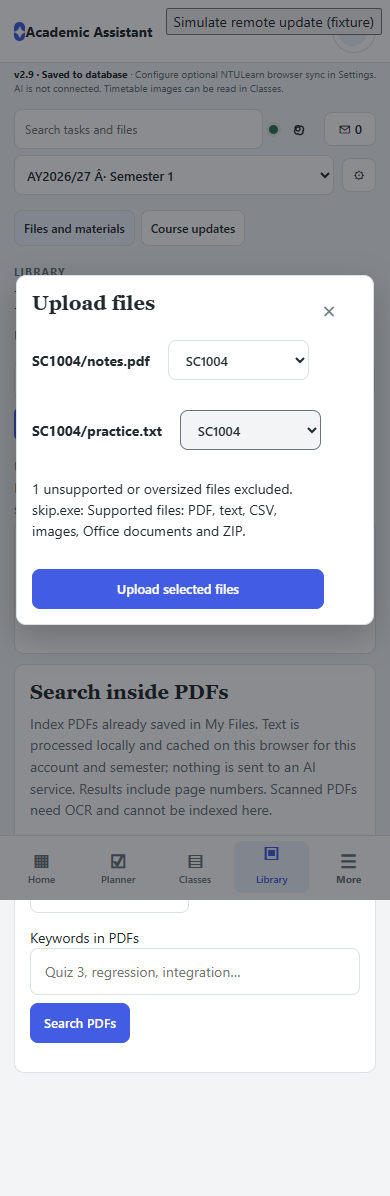 Academic Assistant
Simulate remote update (fixture)
v2.9 · Saved to database · Configure optional NTULearn browser sync in Settings.
AI is not connected. Timetable images can be read in Classes.
Search tasks and files
0
AY2026/27 Â· Semester 1
Files and materials
Course updates
LIBRARY
Upload files
SC1004/notes.pdf
SC1004
SC1004/practice.txt
SC1004
1 unsupported or oversized files excluded.
skip.exe: Supported files: PDF, text, CSV,
images, Office documents and ZIP.
Upload selected files
Search inside PDFs
Index PDFs already saved in My Files. Text is
processed locally and cached on this browser for this
account and semester; nothing is sent to an AI
service. Results include page numbers. Scanned PDFs
need OCR and cannot be indexed here.
Home
Planner
Classes
Library
More
Keywords in PDFs
Quiz 3, regression, integration...
Search PDFs